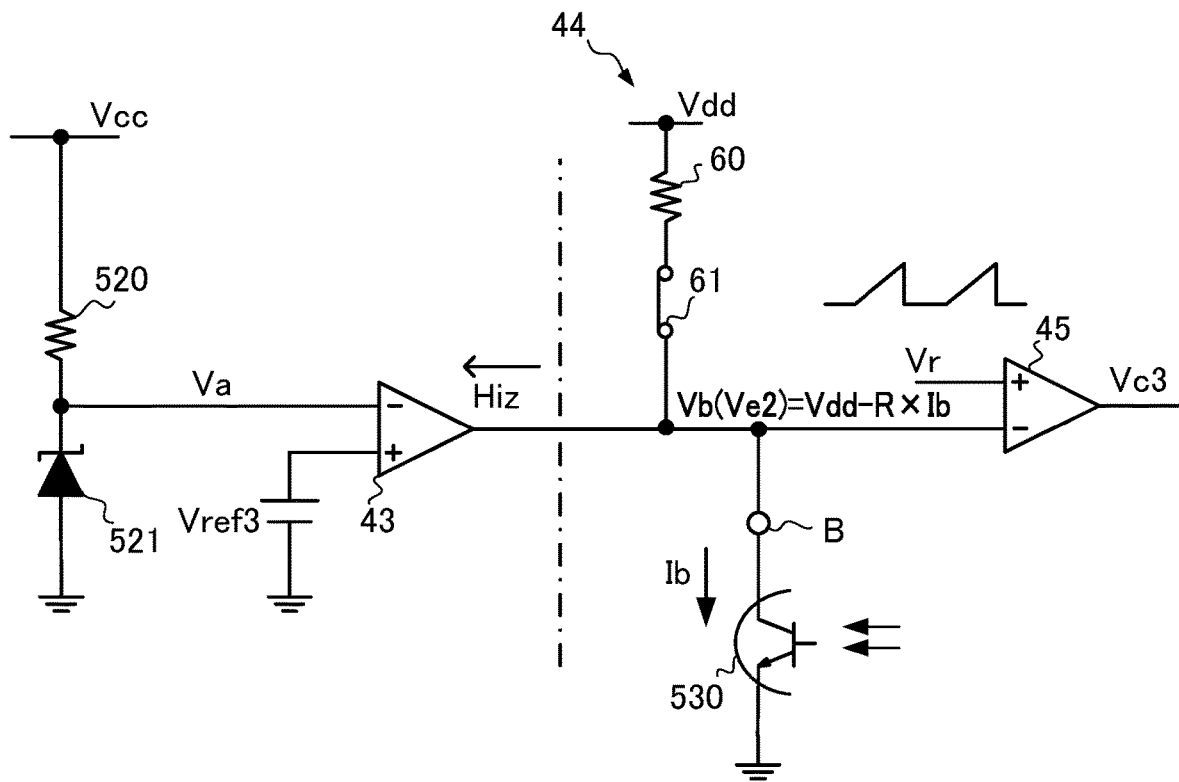 44
Vcc
Vdd
60
520
61
45
Va
Hiz
Vr
Vc3
Vb(Ve2)=Vdd-R×Ib
-
+
+
-
521
Vref3
43
B
Ib
530